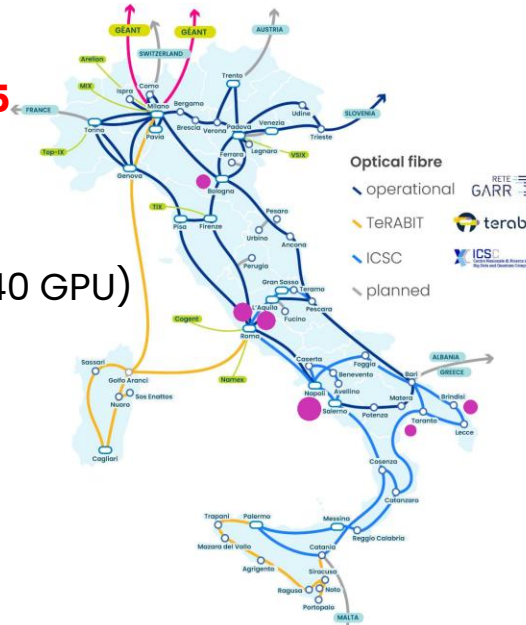 GÉANT
GÉANT
AUSTRIA
SWITZERLAND
Arelion
Trento
Como
Ispra
MIX
Milano
Bergamo
5
FRANCE
Udine
SLOVENIA
Brescia
Verona
Padova
Venezia
Torino
Pavia
Trieste
Legnaro
Ferrara
Top-IX
VSIX
Genova
Bologna
Optical fibre
operational
RETE
GARR
TeRABIT
terab
ICSC
ICSC
planned
TIX
Pesaro
Pisa
Firenze
Urbino
Ancona
Perugia
40 GPU)
Gran Sasso
Teramo
L'Aquila
Pescara
Fucino
Cogent
Roma
Namex
Caserta
Foggia
Benevento
Bari
ALBANIA
GREECE
Avellino
Napoli
Matera
Brindisi
Salerno
Potenza
Taranto
Lecce
Sassari
Golfo Aranci
Nuoro
Sos Enattos
Cagliari
Cosenza
Catanzaro
Trapani
Palermo
Messina
Reggio Calabria
Mazara del Vallo
Catania
Agrigento
Siracusa
Ragusa
Noto
Portopalo
MALTA